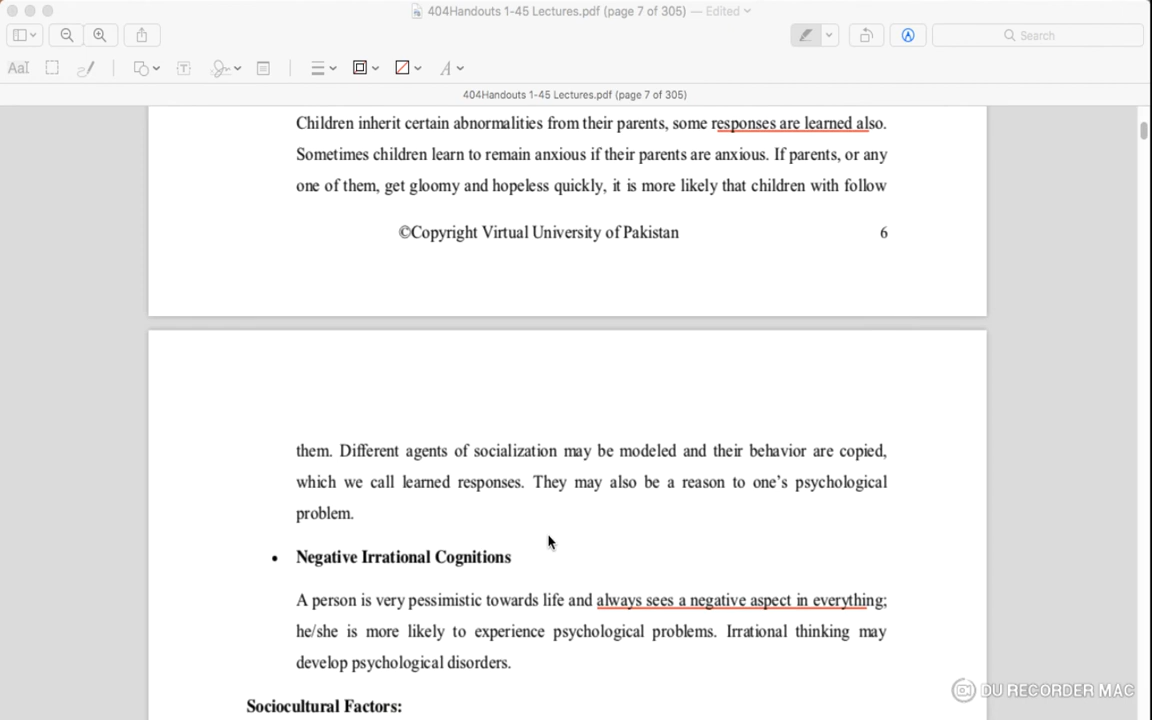 404Handouts 1-45 Lectures.pdf (page 7 of 305) — Edited
Search
AaI
T
A
404Handouts 1-45 Lectures.pdf (page 7 of 305)
Children inherit certain abnormalities from their parents, some responses are learned also.
Sometimes children learn to remain anxious if their parents are anxious. If parents, or any
one of them, get gloomy and hopeless quickly, it is more likely that children with follow
©Copyright Virtual University of Pakistan 6
them. Different agents of socialization may be modeled and their behavior are copied,
which we call learned responses. They may also be a reason to one's psychological
problem.
• Negative Irrational Cognitions
A person is very pessimistic towards life and always sees a negative aspect in everything;
he/she is more likely to experience psychological problems. Irrational thinking may
develop psychological disorders.
Sociocultural Factors:
DU RECORDER MAC